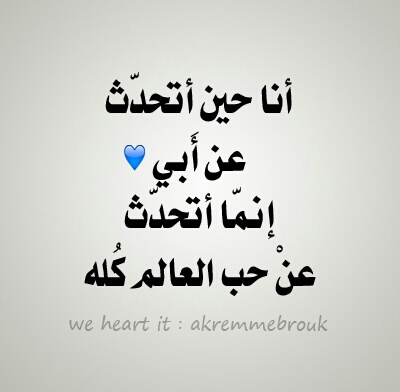 أنا حين أتحدّث
عن أَبي 💙
إنمّا أتحدّث
عنْ حب العالم كُله
we heart it : akremmebrouk